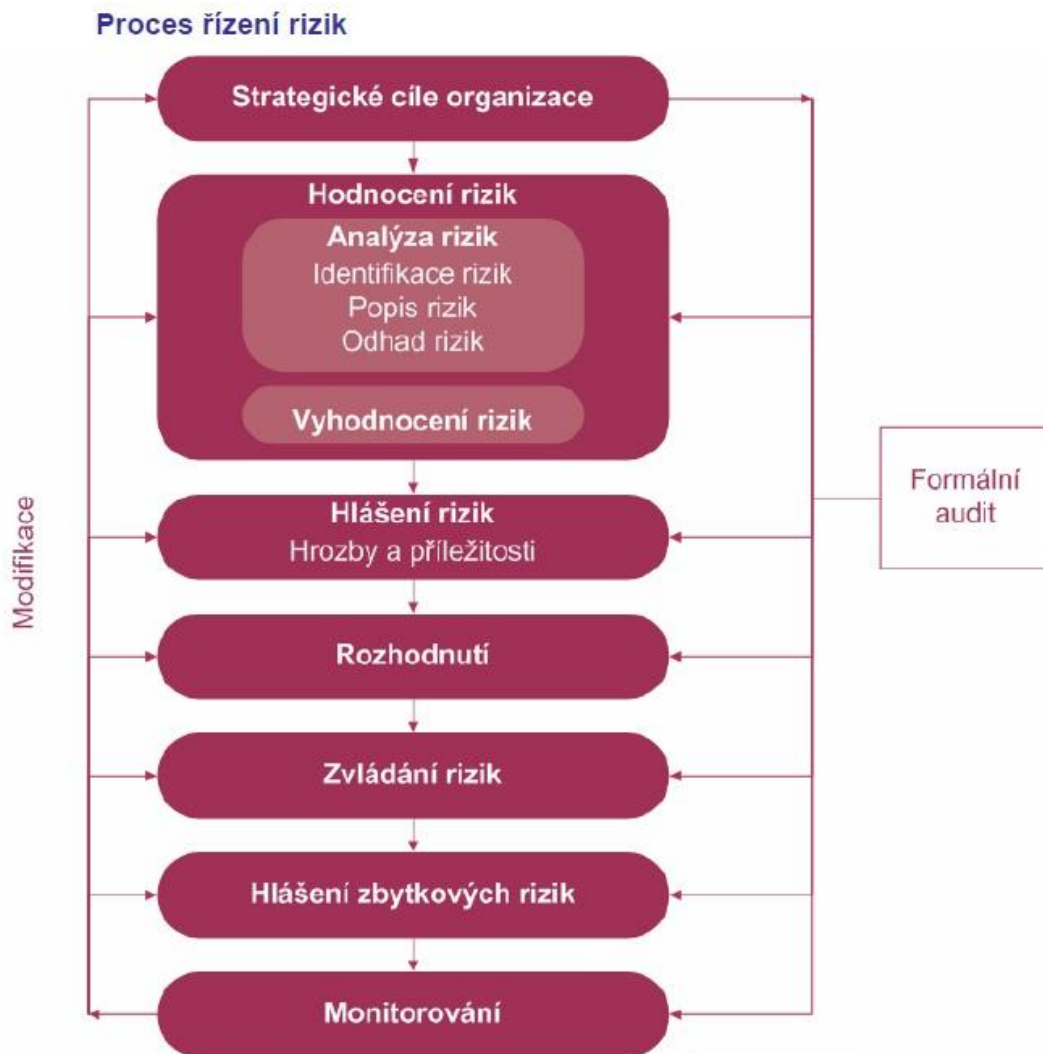 Proces řízení rizik
Strategické cíle organizace
Hodnocení rizik
Analýza rizik
Identifikace rizik
Popis rizik
Odhad rizik
Vyhodnocení rizik
Hlášení rizik
Hrozby a příležitosti
Rozhodnutí
Zvládání rizik
Hlášení zbytkových rizik
Monitorování
Modifikace
Formální
audit